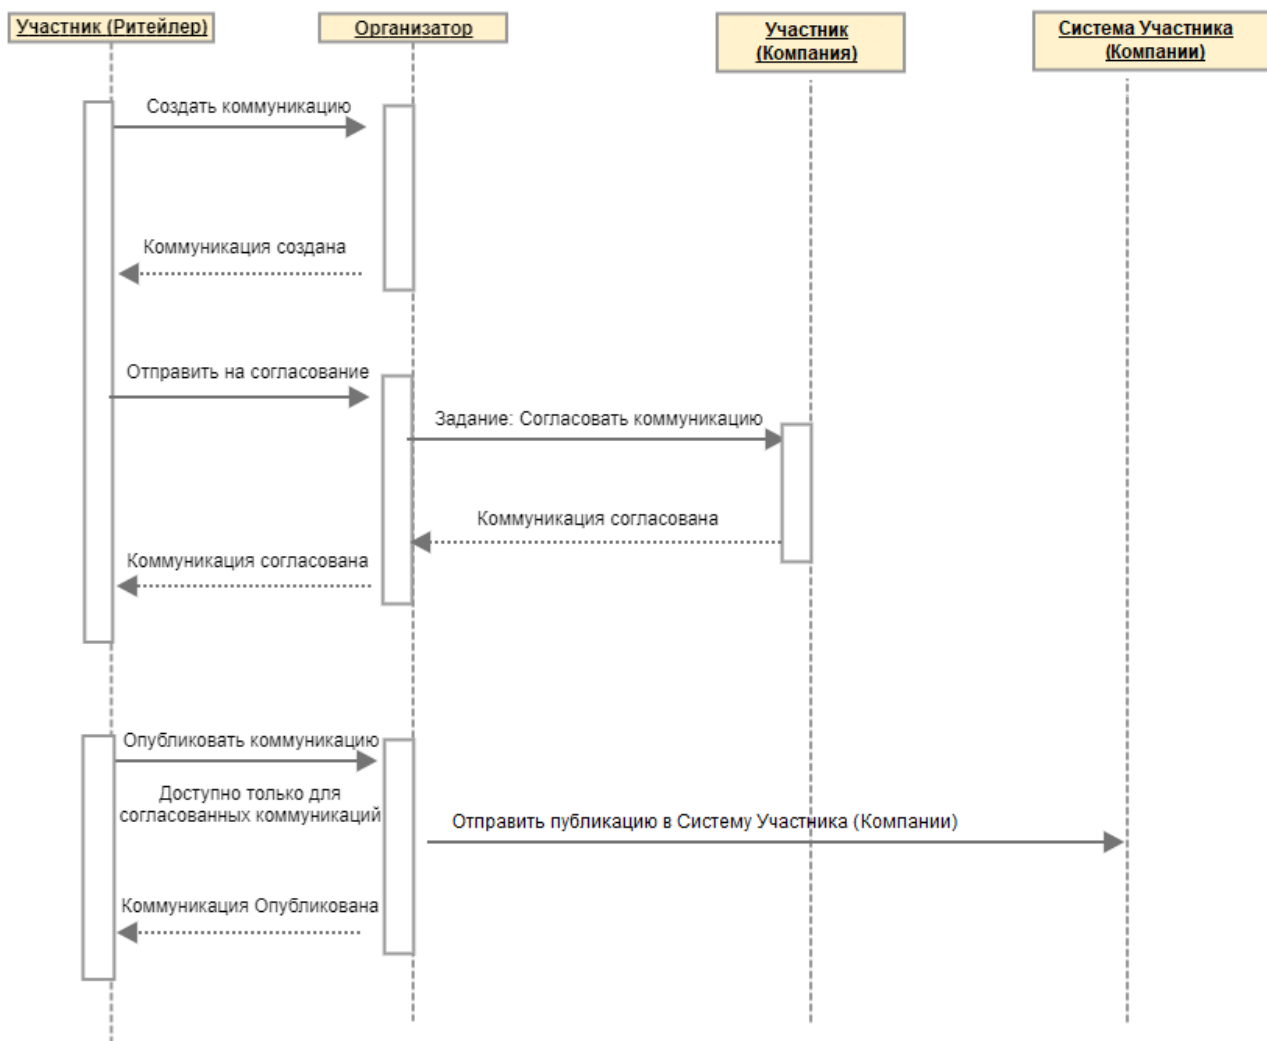 Участник (Ритейлер)
Организатор
Участник
(Компания)
Система Участника
(Компании)
Создать коммуникацию
Коммуникация создана
Отправить на согласование
Задание: Согласовать коммуникацию
Коммуникация согласована
Коммуникация согласована
Опубликовать коммуникацию
Доступно только для
согласованных коммуникаций
Отправить публикацию в Систему Участника (Компании)
Коммуникация Опубликована